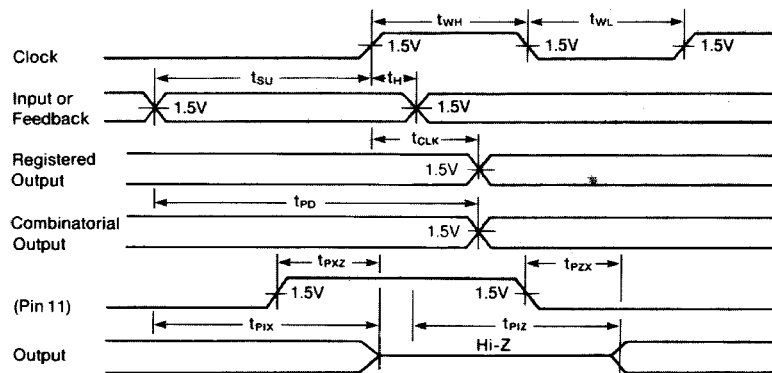 tWH
tWL
Clock
1.5V
1.5V
1.5V
tSU
tH
Input or
Feedback
1.5V
1.5V
tCLK
Registered
Output
1.5V
tPD
Combinatorial
Output
1.5V
tPXZ
tPZX
(Pin 11)
1.5V
1.5V
tPIX
tPIZ
Output
Hi-Z